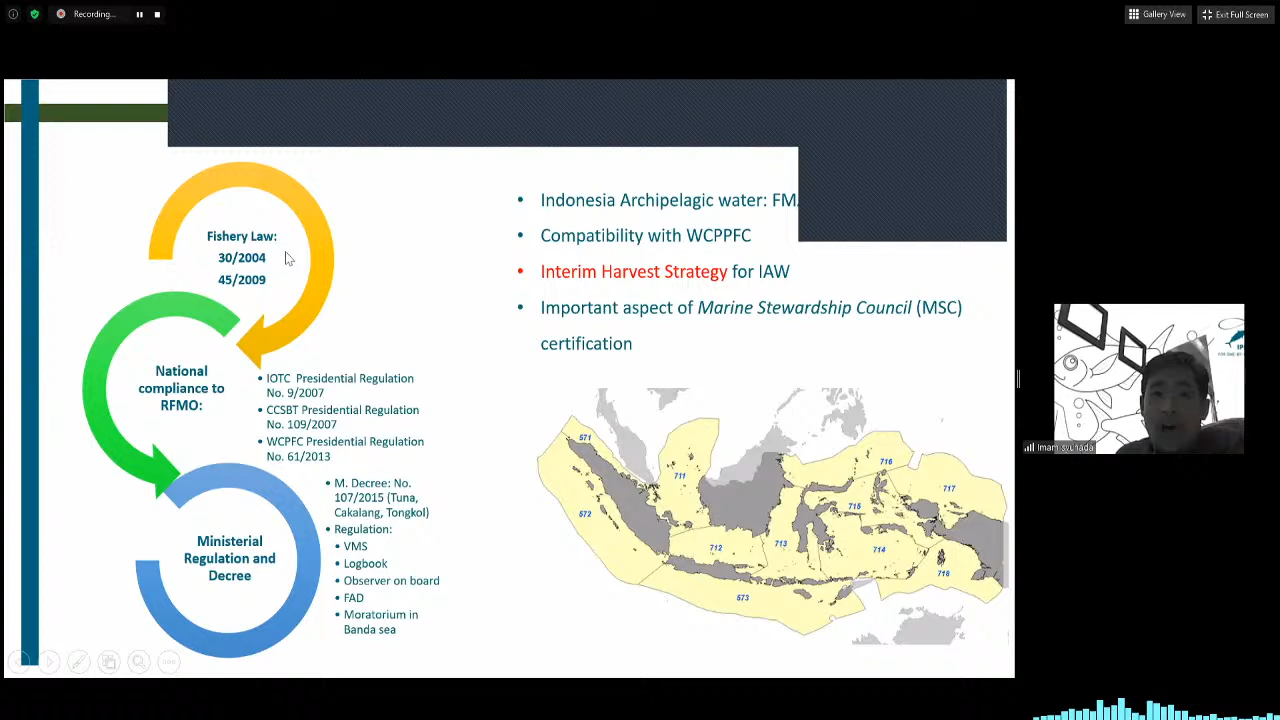 Recording...
Gallery View
Exit Full Screen
Fishery Law:
30/2004
45/2009
National
compliance to
RFMO:
• IOTC Presidential Regulation
No. 9/2007
• CCSBT Presidential Regulation
No. 109/2007
• WCPFC Presidential Regulation
No. 61/2013
Ministerial
Regulation and
Decree
• M. Decree: No.
107/2015 (Tuna,
Cakalang, Tongkol)
• Regulation:
• VMS
• Logbook
• Observer on board
• FAD
• Moratorium in
Banda sea
• Indonesia Archipelagic water: FM
• Compatibility with WCPPFC
• Interim Harvest Strategy for IAW
• Important aspect of Marine Stewardship Council (MSC)
certification
571
716
711
717
572
715
712
713
714
718
573
Imam syuhada